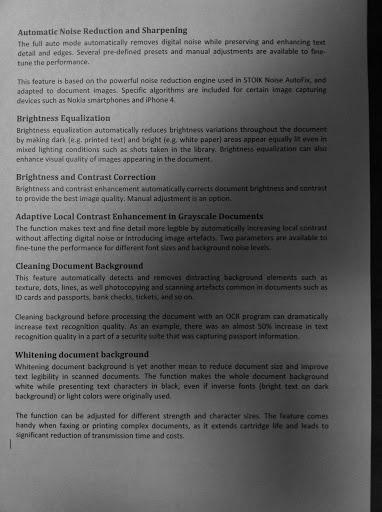 Automatic Noise Reduction and Sharpening
The full auto mode automatically removes digital noise while preserving and enhancing text
detail and edges. Several pre-defined presets and manual adjustments are available to fine-
tune the performance.
This feature is based on the powerful noise reduction engine used in STOIK Noise AutoFix, and
adapted to document images. Specific algorithms are included for certain image capturing
devices such as Nokia smartphones and iPhone 4.
Brightness Equalization
Brightness equalization automatically reduces brightness variations throughout the document
by making dark (e.g. printed text) and bright (e.g. white paper) areas appear equally lit even in
mixed lighting conditions such as shots taken in the library. Brightness equalization can also
enhance visual quality of images appearing in the document.
Brightness and Contrast Correction
Brightness and contrast enhancement automatically corrects document brightness and contrast
to provide the best image quality. Manual adjustment is an option.
Adaptive Local Contrast Enhancement in Grayscale Documents
The function makes text and fine detail more legible by automatically increasing local contrast
without affecting digital noise or introducing image artefacts. Two parameters are available to
fine-tune the performance for different font sizes and background noise levels.
Cleaning Document Background
This feature automatically detects and removes distracting background elements such as
texture, dots, lines, as well photocopying and scanning artefacts common in documents such as
ID cards and passports, bank checks, tickets, and so on.
Cleaning background before processing the document with an OCR program can dramatically
increase text recognition quality. As an example, there was an almost 50% increase in text
recognition quality in a part of a security suite that was capturing passport information.
Whitening document background
Whitening document background is yet another mean to reduce document size and improve
text legibility in scanned documents. The function makes the whole document background
white while presenting text characters in black, even if inverse fonts (bright text on dark
background) or light colors were originally used.
The function can be adjusted for different strength and character sizes. The feature comes
handy when faxing or printing complex documents, as it extends cartridge life and leads to
significant reduction of transmission time and costs.